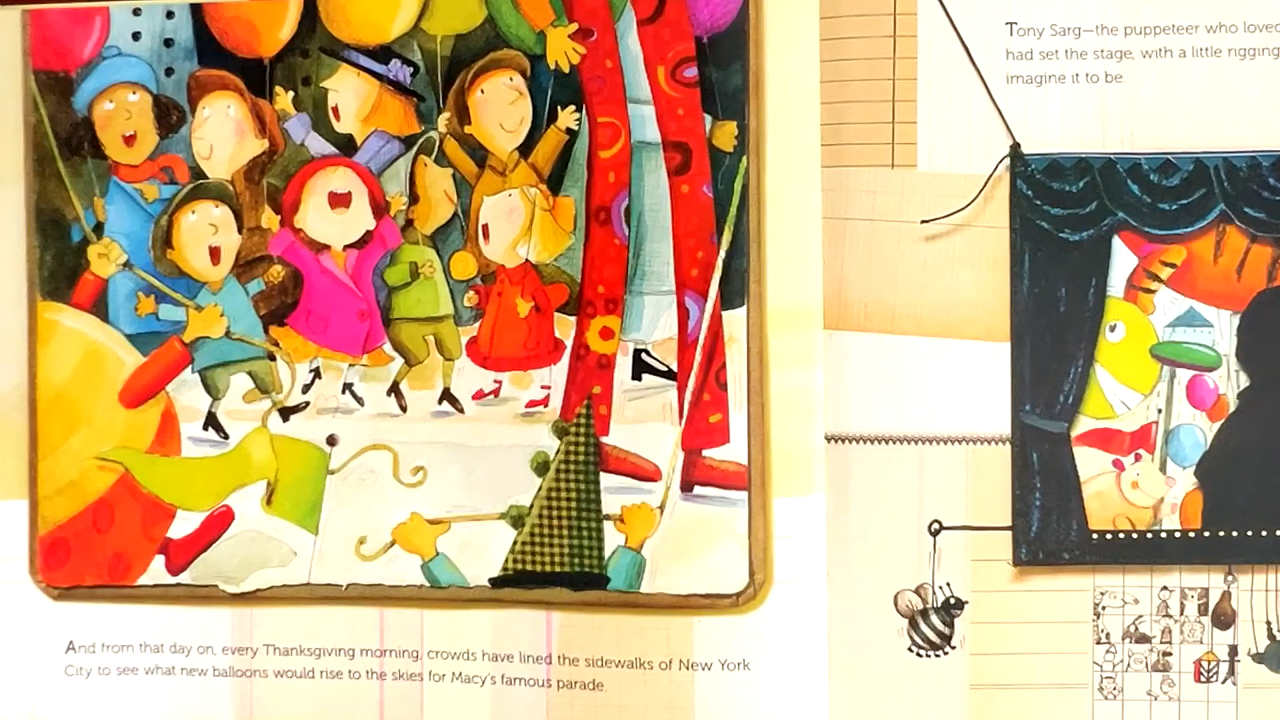 And from that day on, every Thanksgiving morning, crowds have lined the sidewalks of New York
City to see what new balloons would rise to the skies for Macy's famous parade.
Tony Sarg—the puppeteer who loved
had set the stage, with a little rigging
imagine it to be